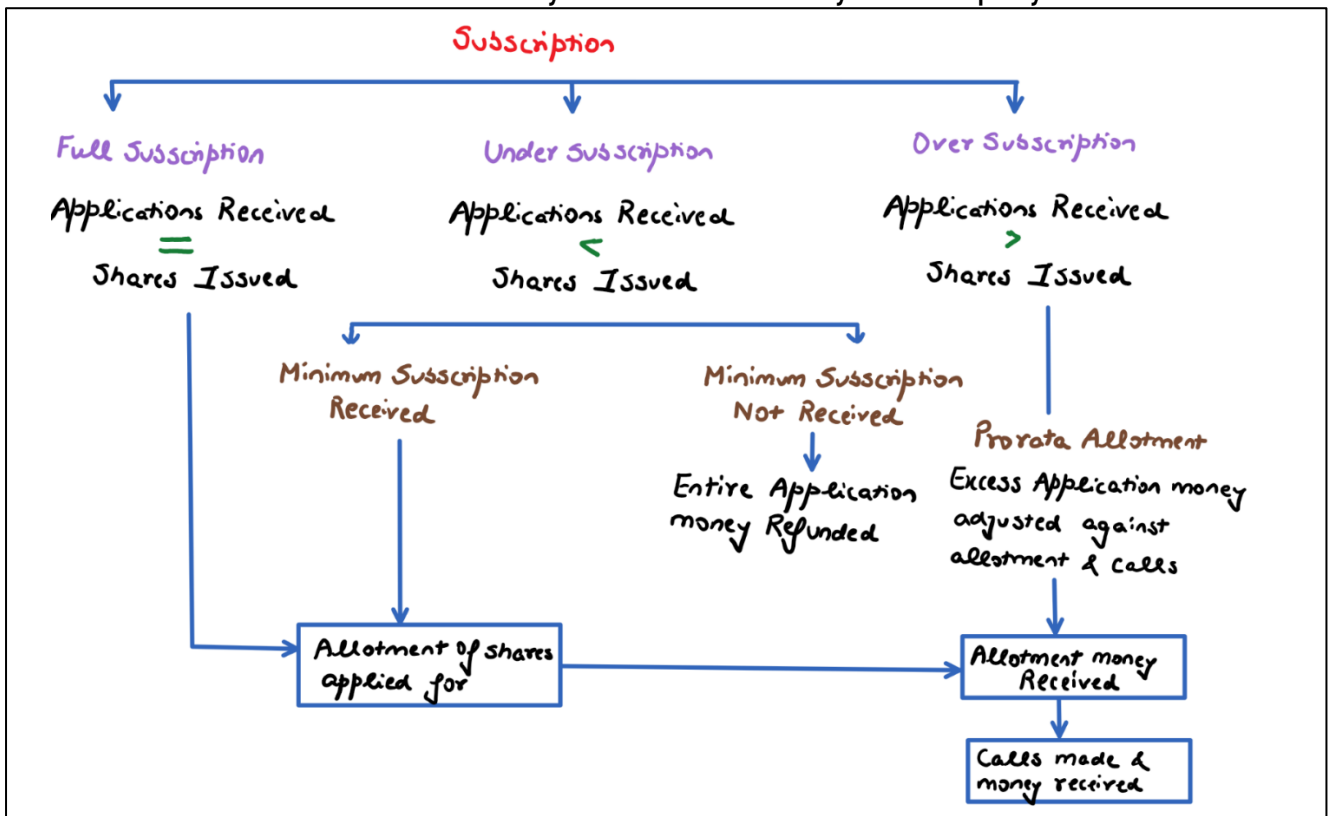 Subscription
Full Subscription
Applications Received
=
Shares Issued
Under Subscription
Applications Received
<
Shares Issued
Over Subscription
Applications Received
>
Shares Issued
Minimum Subscription
Received
Minimum Subscription
Not Received
Entire Application
money Refunded
Prorata Allotment
Excess Application money
adjusted against
allotment & calls
Allotment of shares
applied for
Allotment money
Received
Calls made &
money received